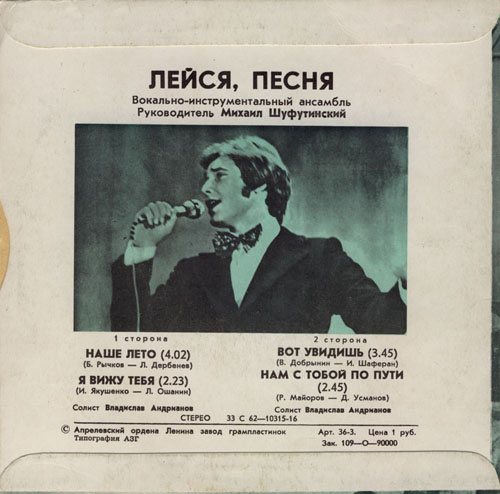 ЛЕЙСЯ, ПЕСНЯ
Вокально-инструментальный ансамбль
Руководитель Михаил Шуфутинский
1 сторона
НАШЕ ЛЕТО (4.02)
(Б. Рычков — Л. Дербенев)
Я ВИЖУ ТЕБЯ (2.23)
(И. Якушенко — Л. Ошанин)
Солист Владислав Андрианов
2 сторона
ВОТ УВИДИШЬ (3.45)
(В. Добрынин — И. Шаферан)
НАМ С ТОБОЙ ПО ПУТИ
(2.45)
(Р. Майоров — Д. Усманов)
Солист Владислав Андрианов
СТЕРЕО 33 С 62—10315-16
© Апрелевский ордена Ленина завод грампластинок
Типография АЗГ
Арт. 36-3. Цена 1 руб.
Зак. 109—О—90000